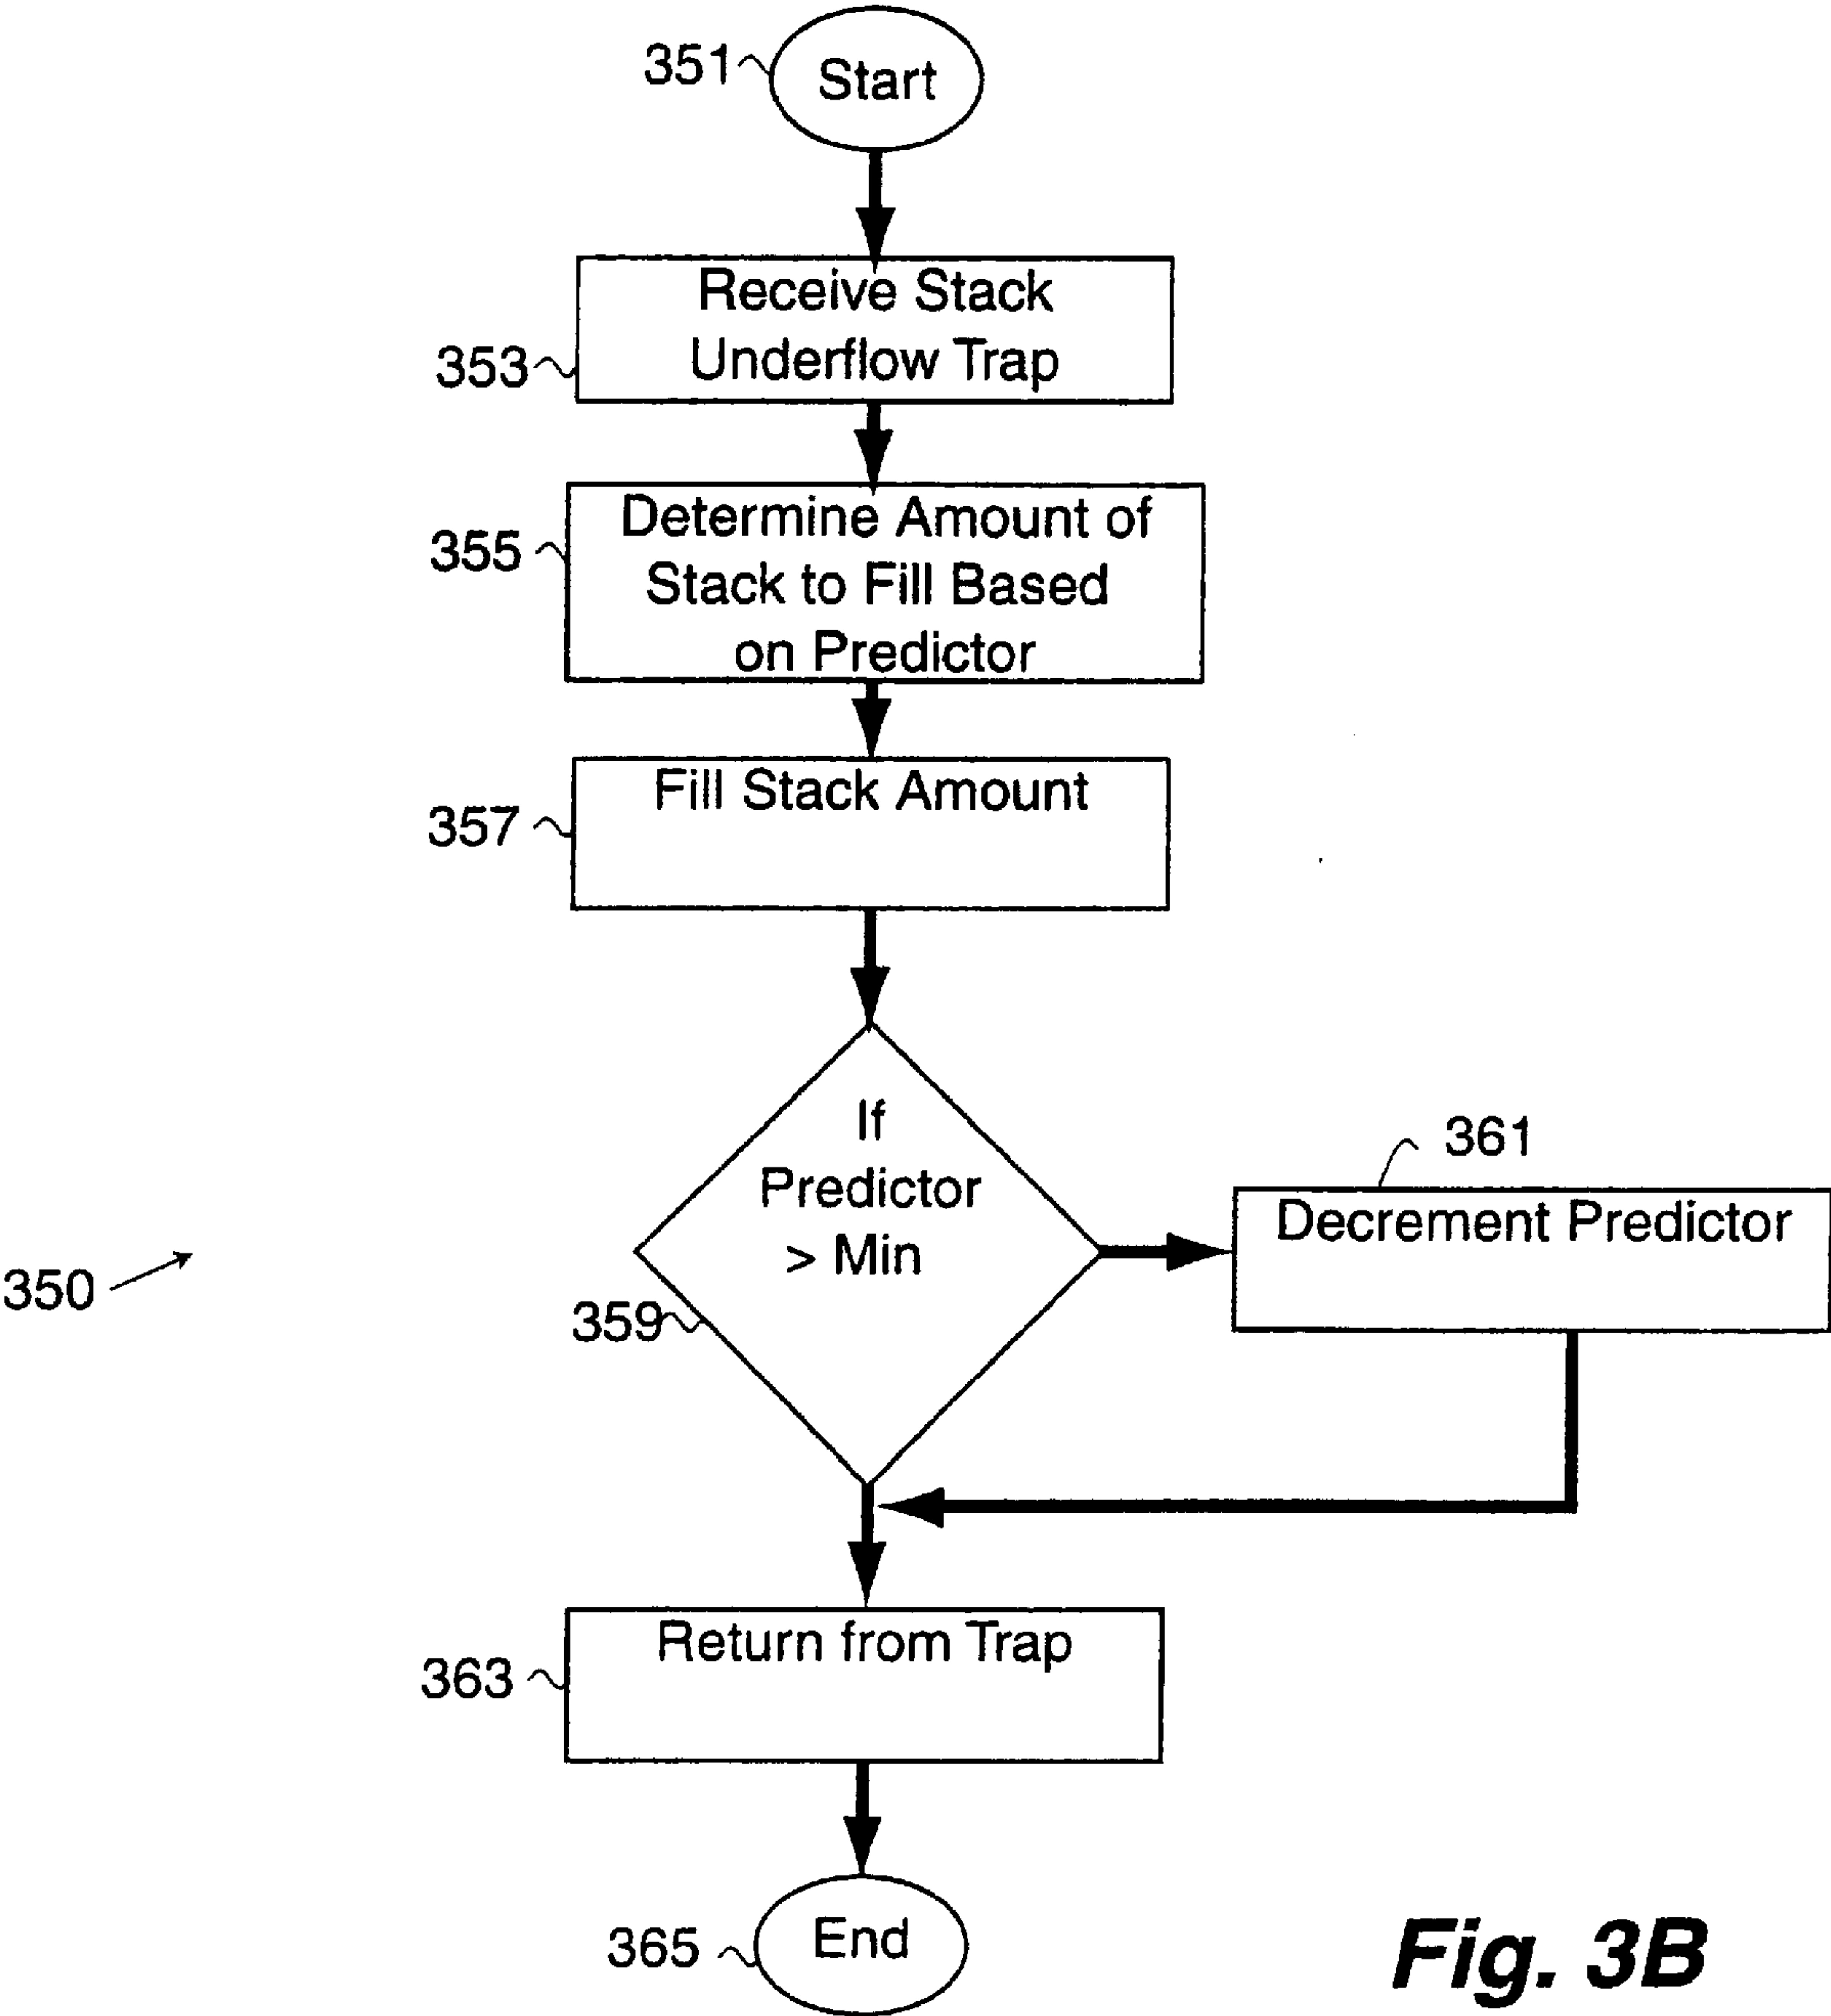 351
Start
Receive Stack
Underflow Trap
353
Determine Amount of
Stack to Fill Based
on Predictor
355
Fill Stack Amount
357
If
Predictor
> Min
359
361
Decrement Predictor
350
Return from Trap
363
End
365
Fig. 3B